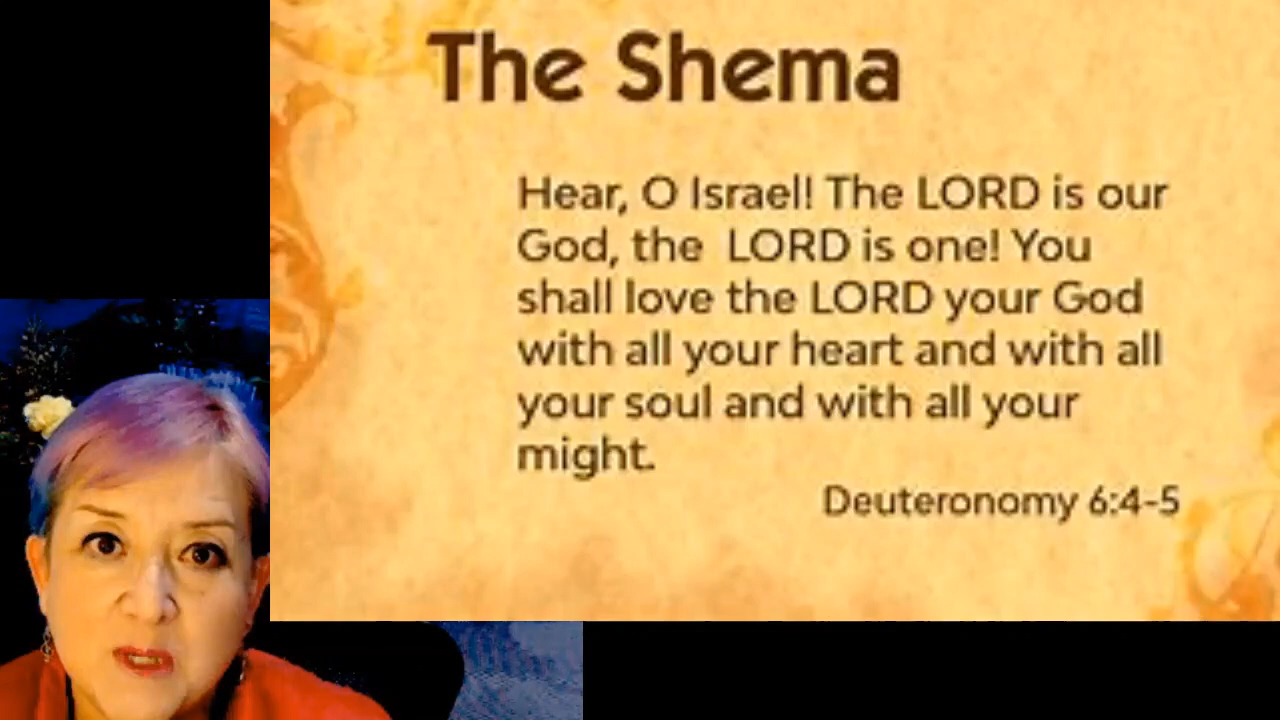 The Shema
Hear, O Israel! The LORD is our
God, the LORD is one! You
shall love the LORD your God
with all your heart and with all
your soul and with all your
might.
Deuteronomy 6:4-5